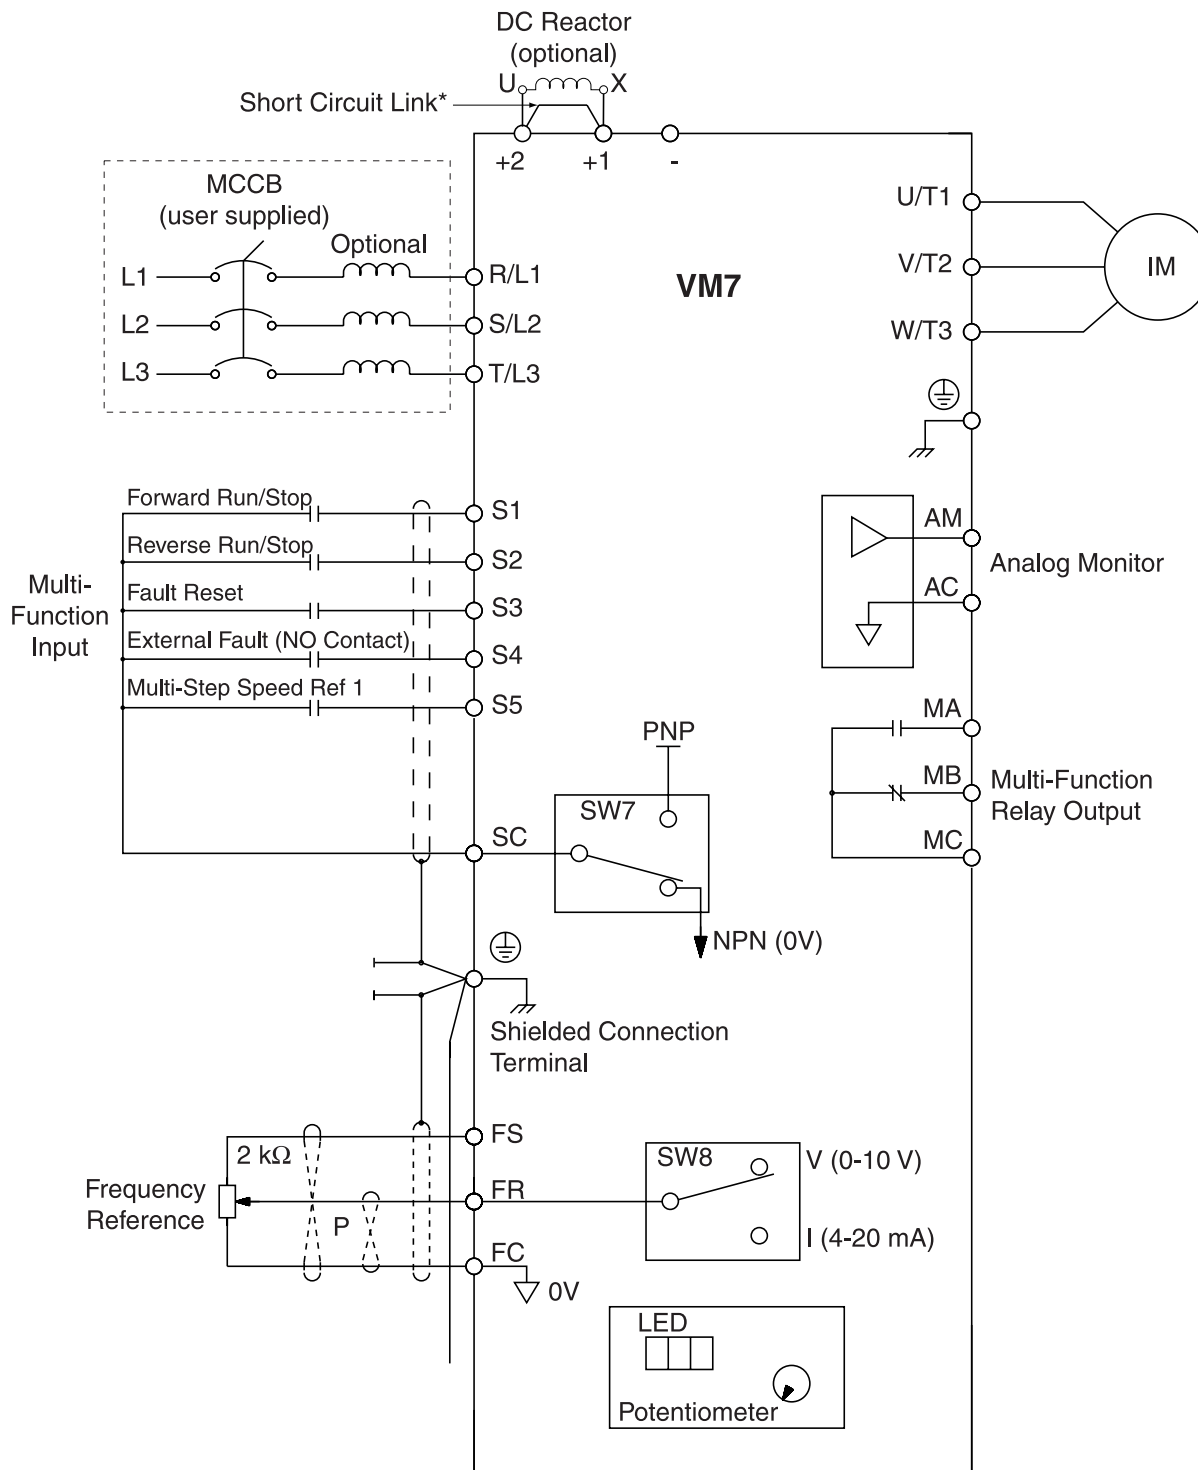 DC Reactor
(optional)
U
X
Short Circuit Link*
+2
+1
-
MCCB
(user supplied)
Optional
L1
R/L1
L2
S/L2
L3
T/L3
VM7
U/T1
V/T2
W/T3
IM
Multi-
Function
Input
Forward Run/Stop
S1
Reverse Run/Stop
S2
Fault Reset
S3
External Fault (NO Contact)
S4
Multi-Step Speed Ref 1
S5
SC
AM
AC
Analog Monitor
MA
MB
MC
Multi-Function
Relay Output
PNP
SW7
NPN (0V)
Shielded Connection
Terminal
Frequency
Reference
2 kΩ
P
FS
FR
FC
0V
SW8
V (0-10 V)
I (4-20 mA)
LED
Potentiometer